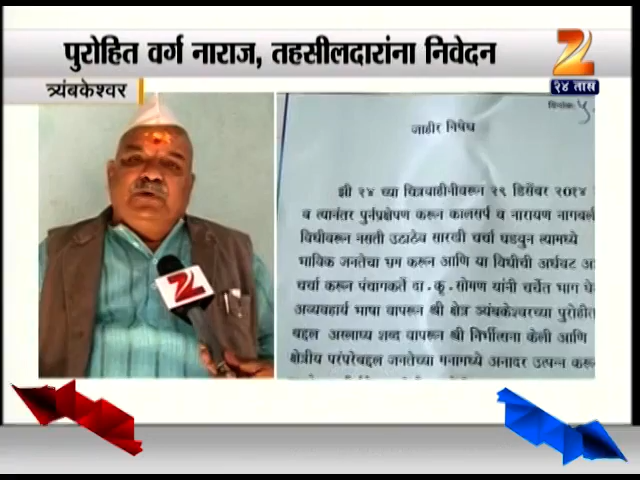 पुरोहित वर्ग नाराज, तहसीलदारांना निवेदन
त्र्यंबकेश्वर
२४ तास
दिनांक
जाहीर निषेध
झी २४ च्या चित्रवाहीनीवरून २९ डिसेंबर २०१४
व त्यानंतर पुर्नप्रक्षेपण करून कालसर्प व नारायण नागबली
विधीवरून नसती उठाठेव सारखी चर्चा घडवुन त्यामध्ये
भाविक जनतेचा भ्रम करून आणि या विधीची अर्धवट
चर्चा करून पंचागकर्ते दा. कृ. सोमण यांनी चर्चेत भाग
अव्यवहार्य भाषा वापरून श्री क्षेत्र त्र्यंबकेश्वरच्या
बद्दल अश्लाघ्य शब्द वापरून श्री निर्भत्सना केली आणि
क्षेत्रीय परंपरेबद्दल जनतेच्या मनामध्ये अनादर उत्पन्न